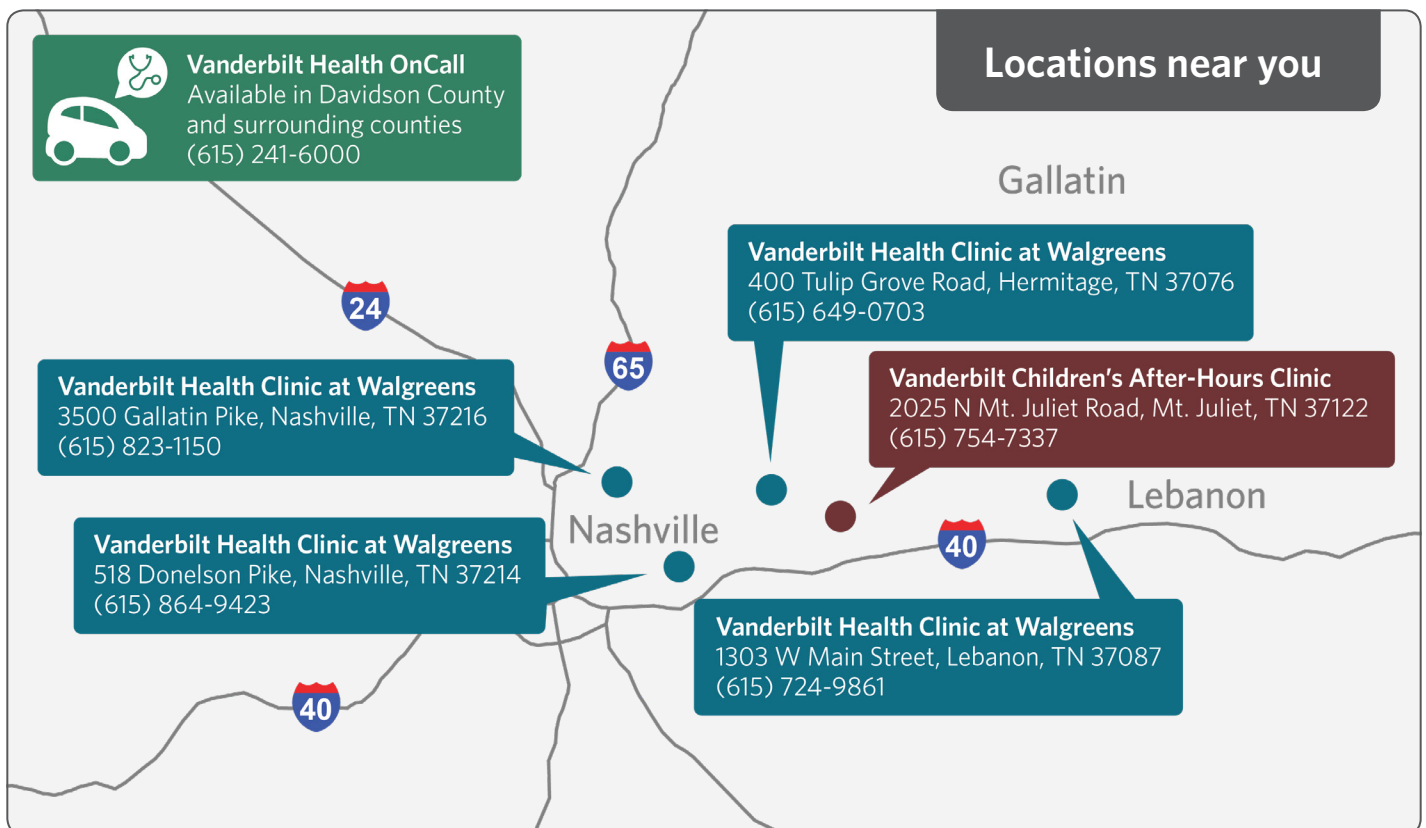 Locations near you
Vanderbilt Health OnCall
Available in Davidson County
and surrounding counties
(615) 241-6000
Gallatin
Vanderbilt Health Clinic at Walgreens
400 Tulip Grove Road, Hermitage, TN 37076
(615) 649-0703
24
65
Vanderbilt Health Clinic at Walgreens
3500 Gallatin Pike, Nashville, TN 37216
(615) 823-1150
Vanderbilt Children's After-Hours Clinic
2025 N Mt. Juliet Road, Mt. Juliet, TN 37122
(615) 754-7337
Nashville
Lebanon
40
Vanderbilt Health Clinic at Walgreens
518 Donelson Pike, Nashville, TN 37214
(615) 864-9423
Vanderbilt Health Clinic at Walgreens
1303 W Main Street, Lebanon, TN 37087
(615) 724-9861
40